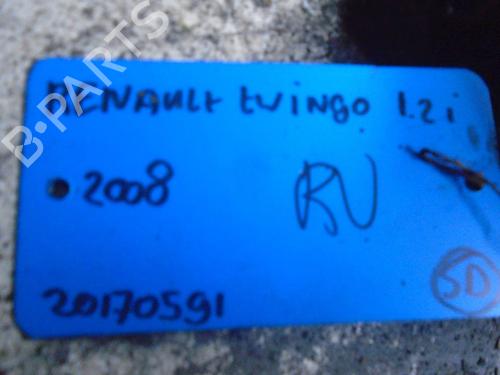 B-PARTS
RENAULT twingo 1.2i
2008 RV
20170591
5D